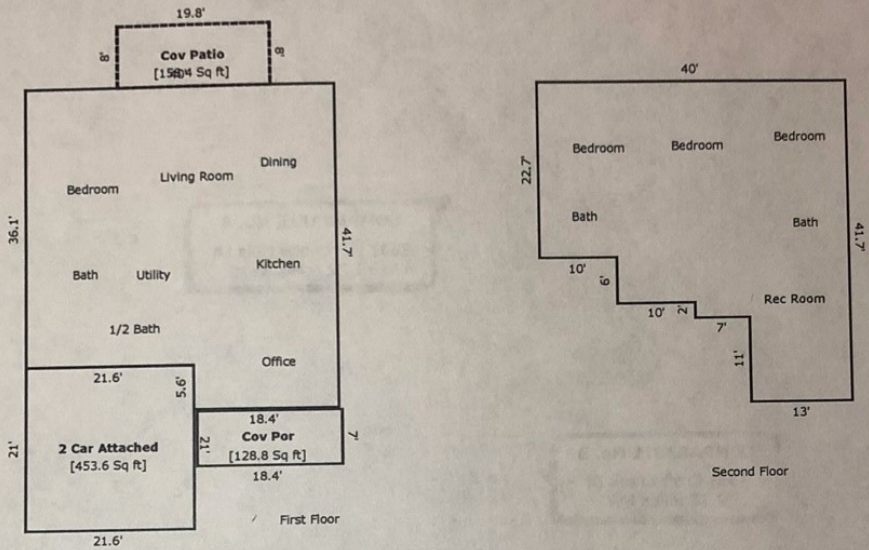 19.8'
8'
8'
Cov Patio
Sq ft]
Bedroom
Living Room
Dining
36.1'
41.7'
Bath
Utility
Kitchen
1/2 Bath
Office
21.6'
5.6'
21'
2 Car Attached
[453.6 Sq ft]
21'
18.4'
Cov Por
[128.8 Sq ft]
7'
18.4'
21.6'
First Floor
40'
22.7'
Bedroom
Bedroom
Bedroom
Bath
Bath
41.7'
10'
6'
Rec Room
10'
2'
7'
11'
13'
Second Floor